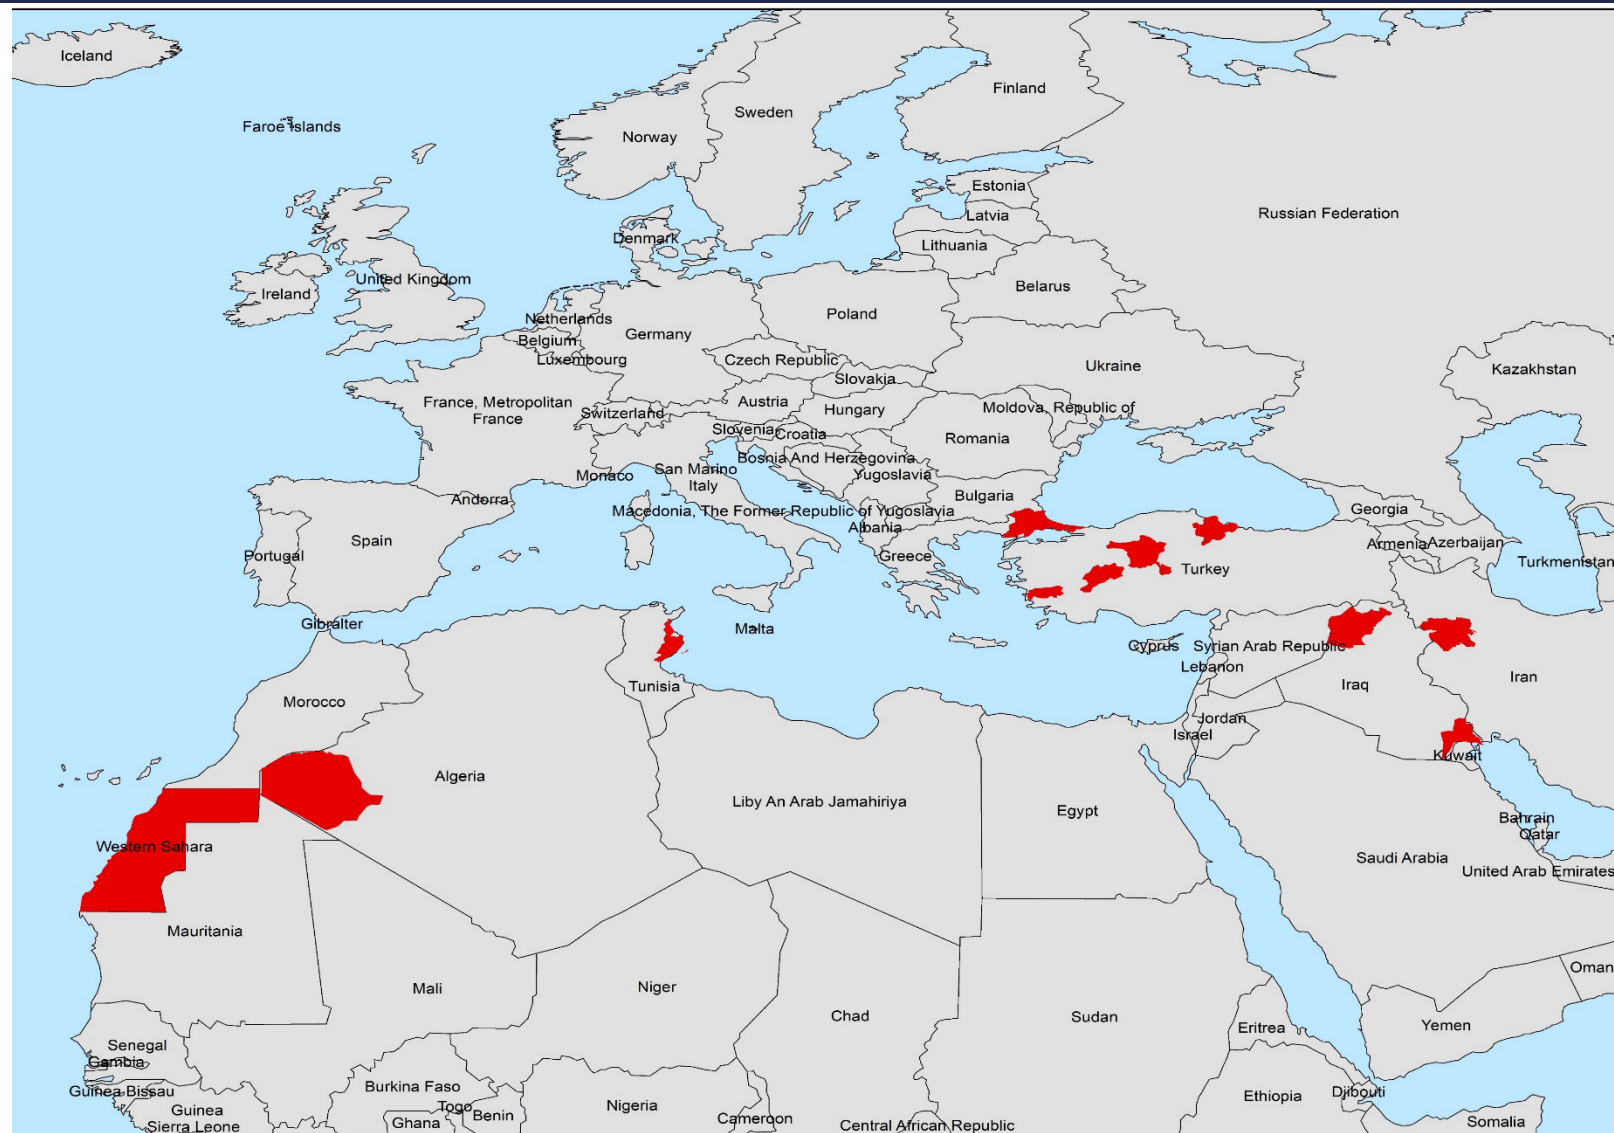 Iceland
Finland
Sweden
Faroe Islands
Norway
Estonia
Russian Federation
Latvia
Denmark
Lithuania
United Kingdom
Belarus
Ireland
Poland
Netherlands
Germany
Belgium
Luxembourg
Czech Republic
Ukraine
Kazakhstan
Slovakia
France, Metropolitan
France
Austria
Switzerland
Hungary
Moldova, Republic of
Slovenia
Croatia
Romania
Bosnia And Herzegovina
San Marino
Monaco
Yugoslavia
Italy
Andorra
Bulgaria
Georgia
Macedonia, The Former Republic of Yugoslavia
Albania
Spain
Portugal
Greece
Armenia
Azerbaijan
Turkey
Turkmenistan
Gibralter
Malta
Cyprus
Syrian Arab Republic
Lebanon
Iran
Tunisia
Iraq
Morocco
Jordan
Israel
Kuwait
Algeria
Liby An Arab Jamahiriya
Egypt
Bahrain
Qatar
Western Sahara
Saudi Arabia
United Arab Emirates
Mauritania
Oman
Mali
Niger
Chad
Sudan
Yemen
Eritrea
Senegal
Gambia
Guinea Bissau
Burkina Faso
Ethiopia
Djibouti
Guinea
Togo
Benin
Nigeria
Sierra Leone
Ghana
Cameroon
Central African Republic
Somalia